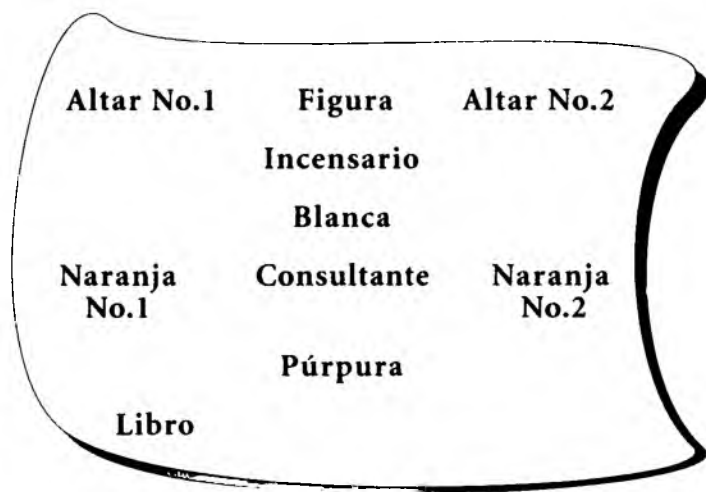 Altar No.1 Figura Altar No.2
Incensario
Blanca
Naranja Consultante Naranja
No.1 No.2
Púrpura
Libro